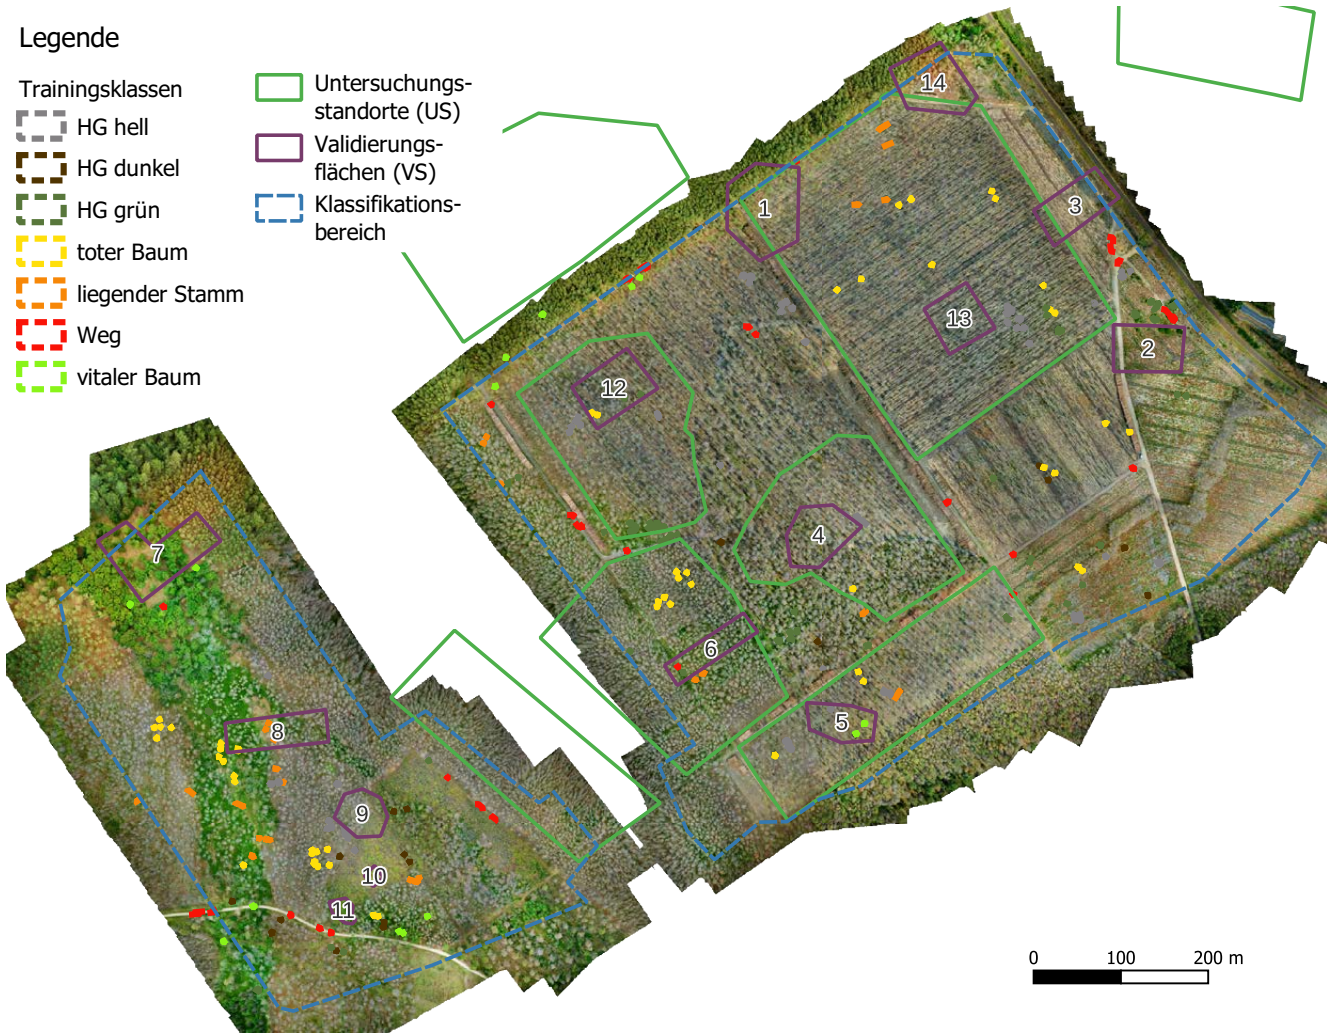 Legende
Trainingsklassen
HG hell
HG dunkel
HG grün
toter Baum
liegender Stamm
Weg
vitaler Baum
Untersuchungs-
standorte (US)
Validierungs-
flächen (VS)
Klassifikations-
bereich
14
1
3
13
2
12
4
7
6
5
8
9
10
11
0 100 200 m